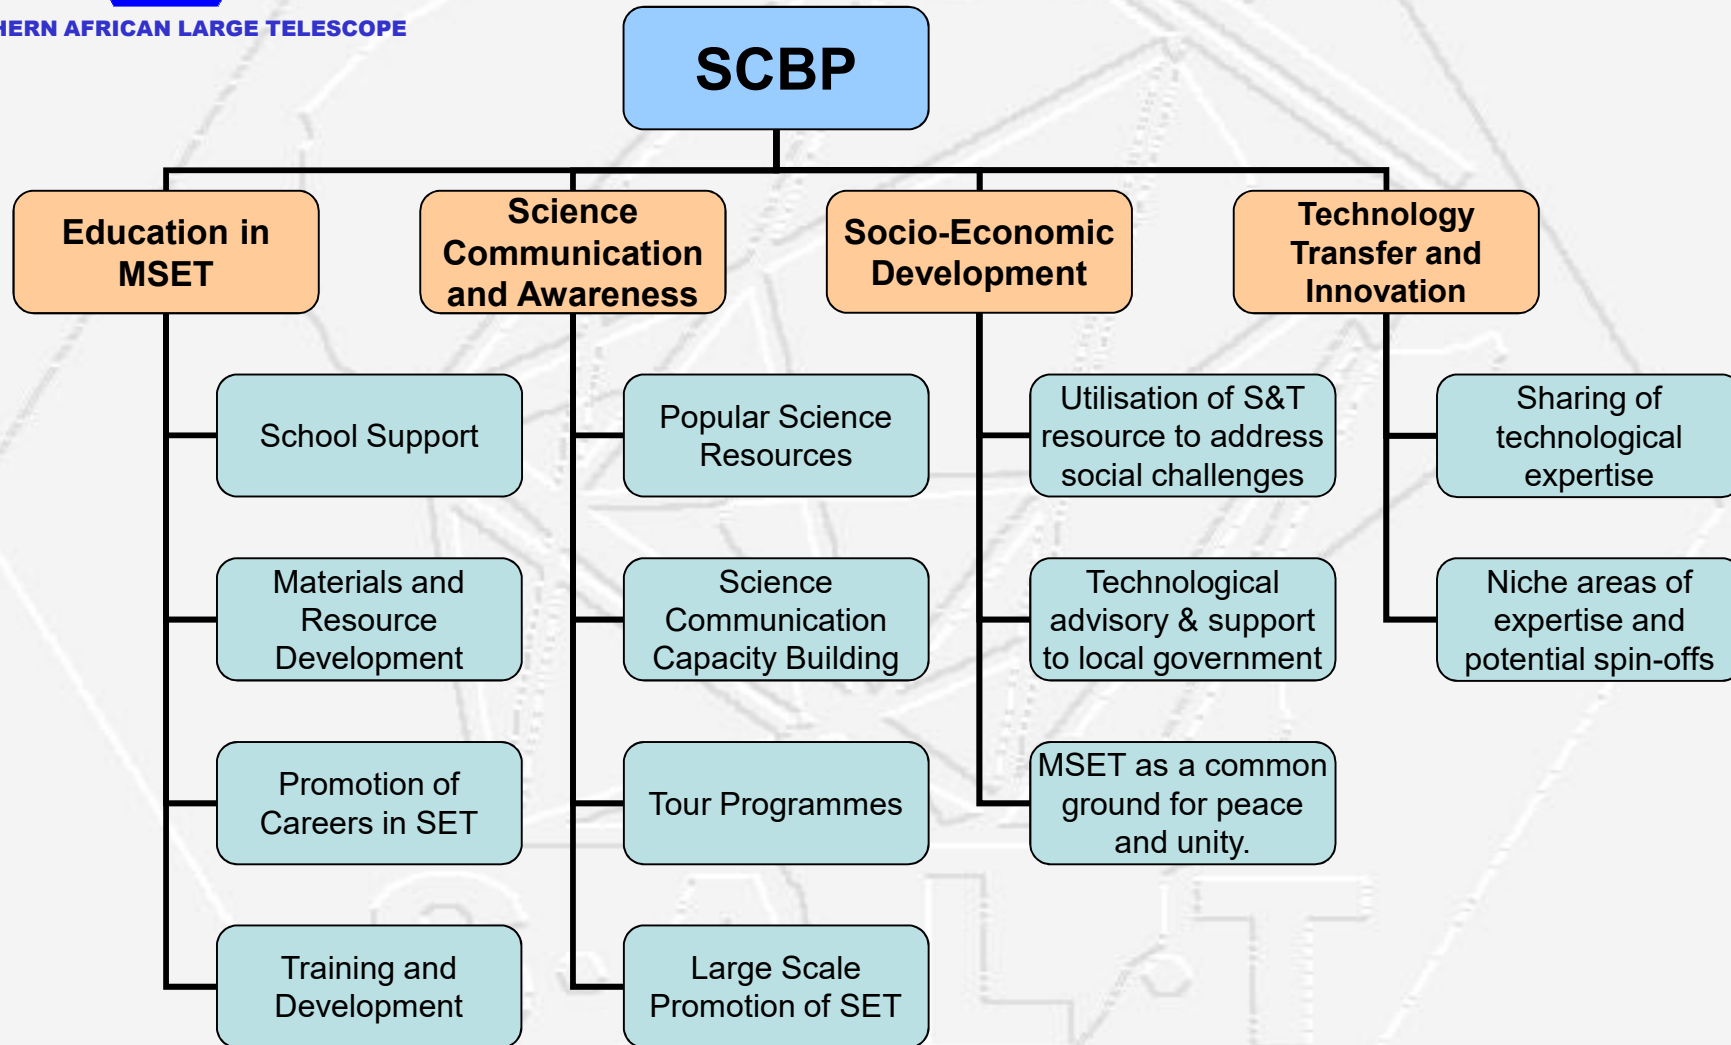 HERN AFRICAN LARGE TELESCOPE
SCBP
Education in
MSET
Science
Communication
and Awareness
Socio-Economic
Development
Technology
Transfer and
Innovation
School Support
Materials and
Resource
Development
Promotion of
Careers in SET
Training and
Development
Popular Science
Resources
Science
Communication
Capacity Building
Tour Programmes
Large Scale
Promotion of SET
Utilisation of S&T
resource to address
social challenges
Technological
advisory & support
to local government
MSET as a common
ground for peace
and unity.
Sharing of
technological
expertise
Niche areas of
expertise and
potential spin-offs
SALT